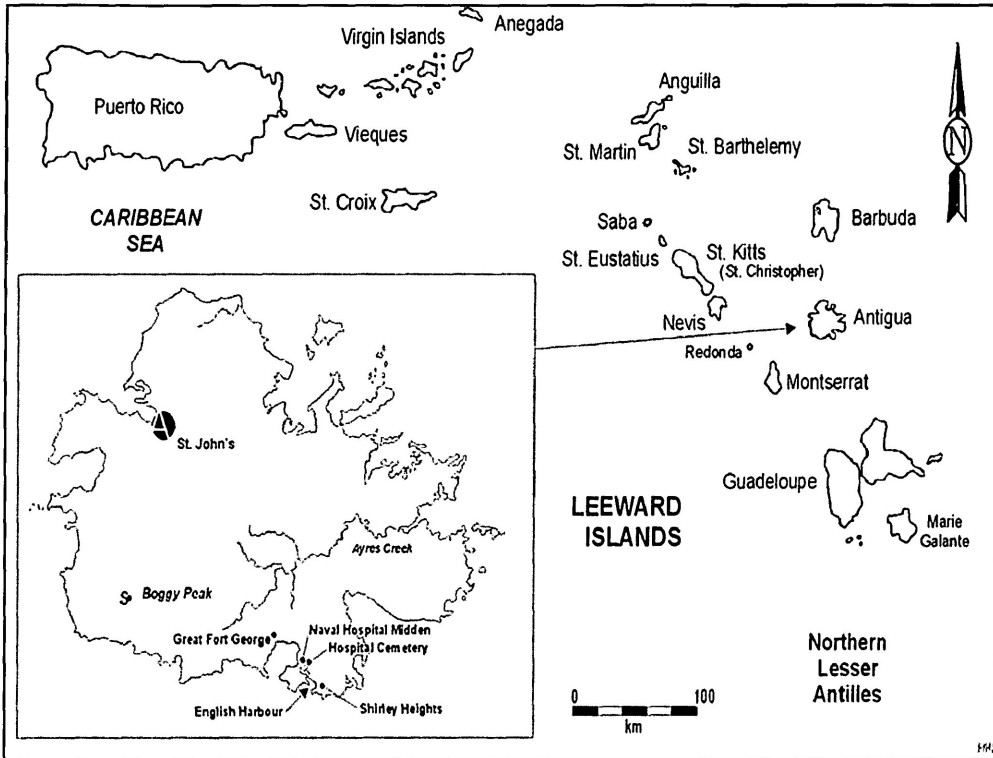 Anegada
Virgin Islands
Puerto Rico
Vieques
Anguilla
St. Martin
St. Barthelemy
N
St. Croix
CARIBBEAN
SEA
Saba
Barbuda
St. Eustatius
St. Kitts
(St. Christopher)
Nevis
Antigua
Redonda
Montserrat
St. John's
Guadeloupe
Marie
Galante
LEEWARD
ISLANDS
Ayres Creek
Boggy Peak
Great Fort George
Naval Hospital Midden
Hospital Cemetery
English Harbour
Shirley Heights
Northern
Lesser
Antilles
0 100
km